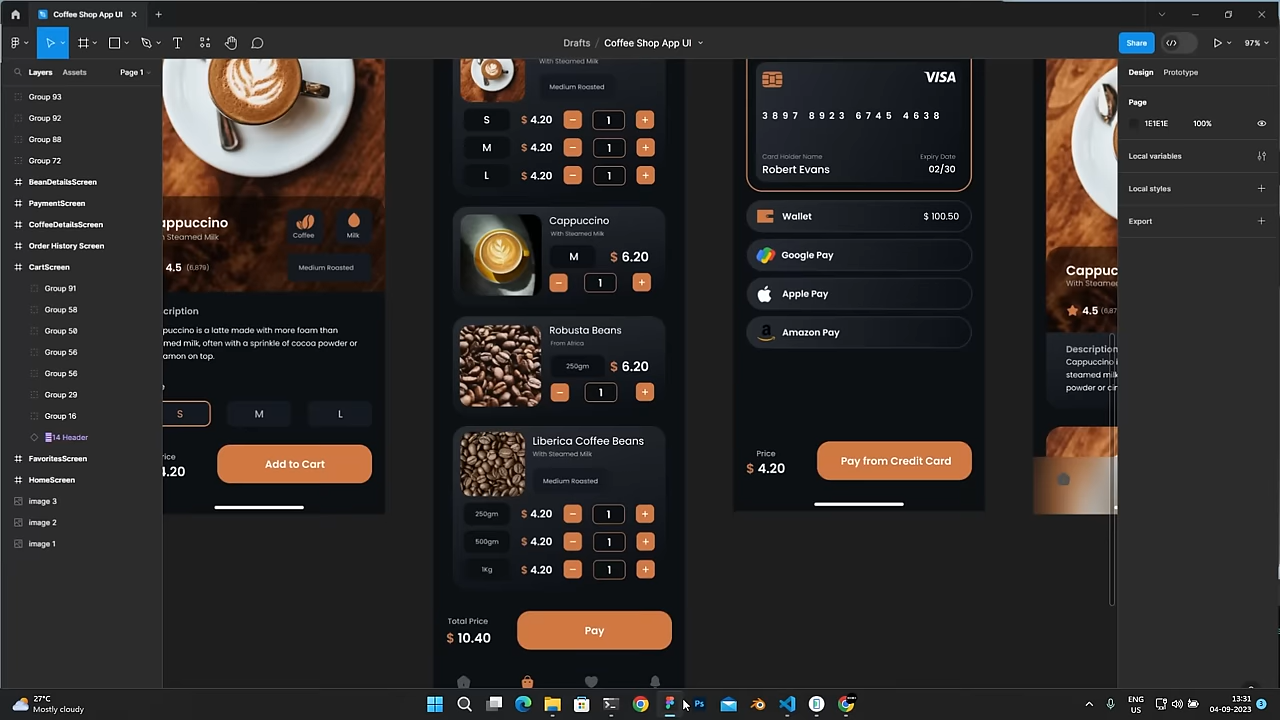 Coffee Shop App UI
Drafts / Coffee Shop App UI
Share
97%
Layers
Assets
Page 1
Group 93
Group 92
Group 88
Group 72
BeanDetailsScreen
PaymentScreen
CoffeeDetailsScreen
Order History Screen
CartScreen
Group 91
Group 58
Group 50
Group 56
Group 56
Group 29
Group 16
14 Header
FavoritesScreen
HomeScreen
image 3
image 2
image 1
appuccino
h Steamed Milk
Coffee
Milk
4.5 (6,879)
Medium Roasted
cription
puccino is a latte made with more foam than
med milk, often with a sprinkle of cocoa powder or
amon on top.
S
M
L
rice
4.20
Add to Cart
With Steamed Milk
Medium Roasted
S $ 4.20 1
M $ 4.20 1
L $ 4.20 1
Cappuccino
With Steamed Milk
M $ 6.20
1
Robusta Beans
From Africa
250gm $ 6.20
1
Liberica Coffee Beans
With Steamed Milk
Medium Roasted
250gm $ 4.20 1
500gm $ 4.20 1
1Kg $ 4.20 1
Total Price
$ 10.40
Pay
VISA
3897 8923 6745 4638
Card Holder Name
Expiry Date
Robert Evans
02/30
Wallet
$ 100.50
Google Pay
Apple Pay
Amazon Pay
Price
$ 4.20
Pay from Credit Card
Cappuc
With Steame
4.5 (6,87
Description
Cappuccino i
steamed milk
powder or cin
Design
Prototype
Page
1E1E1E
100%
Local variables
Local styles
Export
27°C
Mostly cloudy
ENG
US
13:31
04-09-2023
3